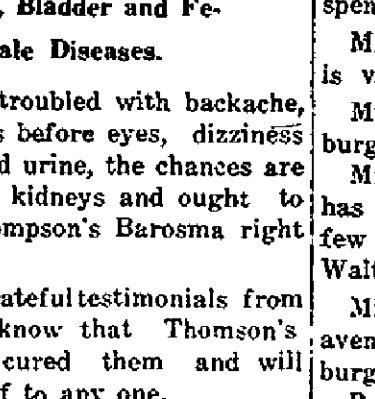 , Bladder and Fe-
ale Diseases.
troubled with backache,
s before eyes, dizziness
d urine, the chances are
kidneys and ought to
mpson's Barosma right
ateful testimonials from
know that Thomson's
cured them and will
f to any one.
spen
M
is v
M
burg
M
has
few
Walt
Mi
aven
burg